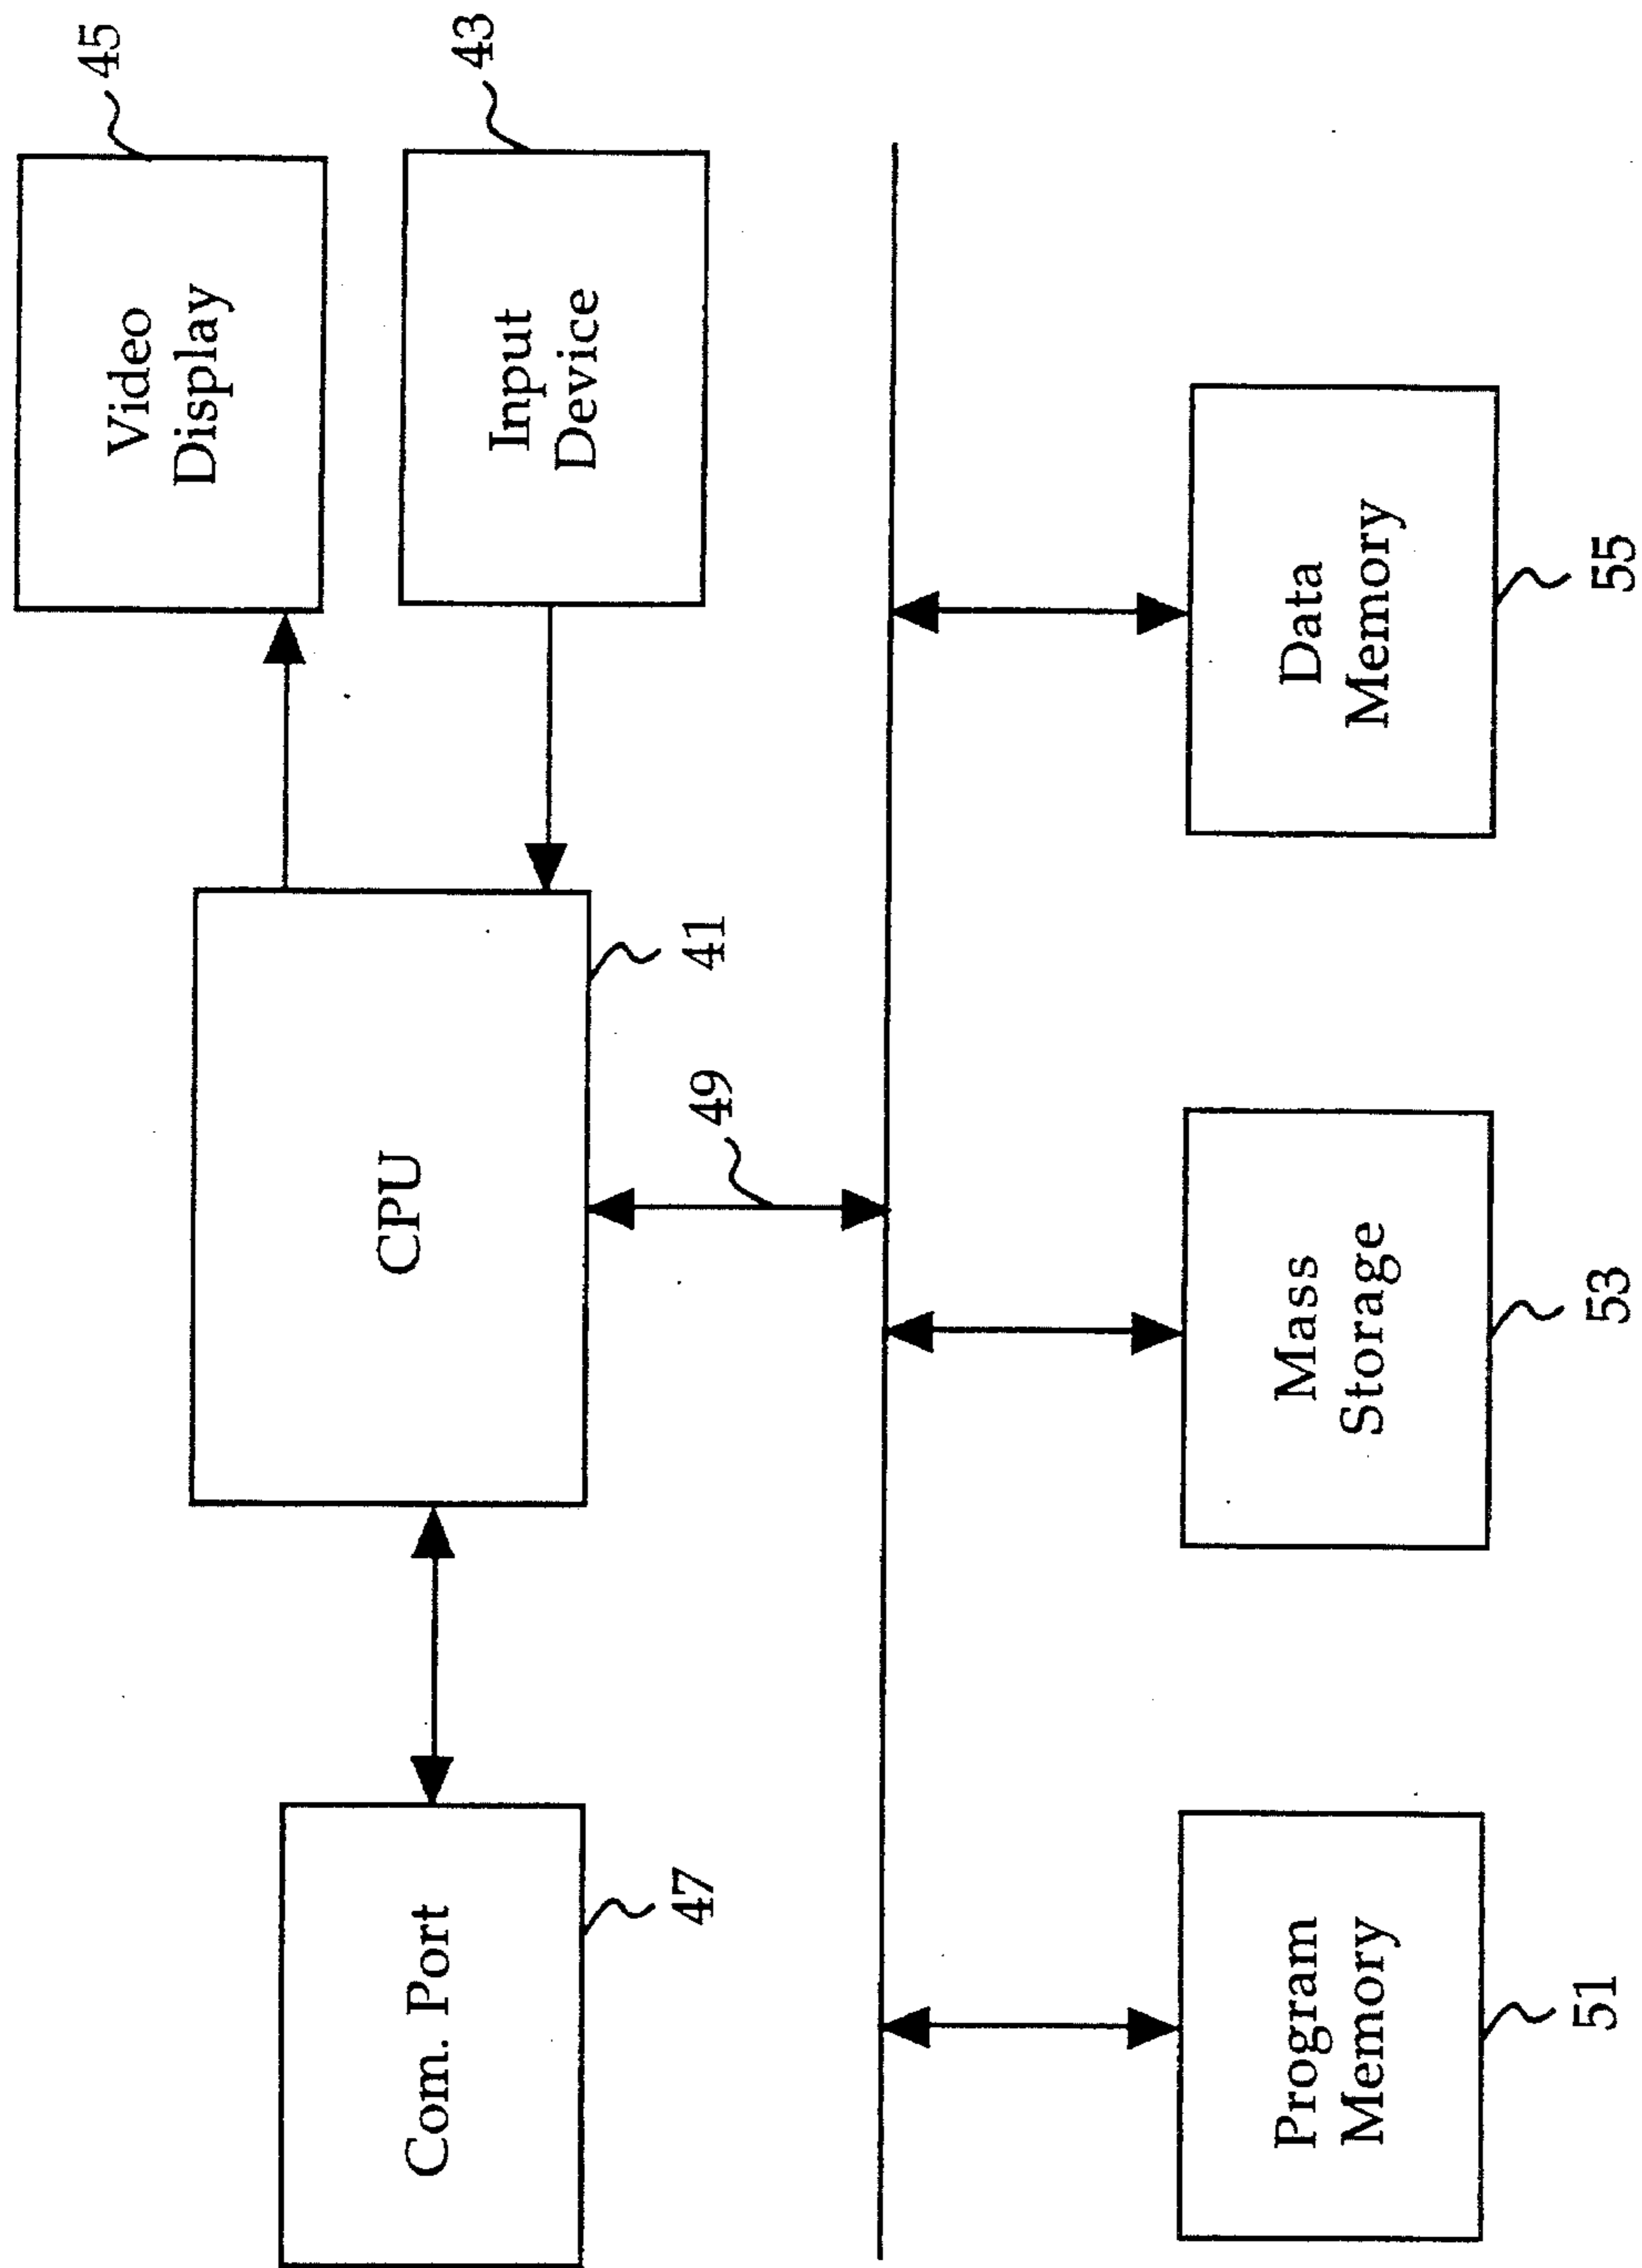 Com. Port
47
CPU
41
Video
Display
45
Input
Device
43
49
Program
Memory
51
Mass
Storage
53
Data
Memory
55